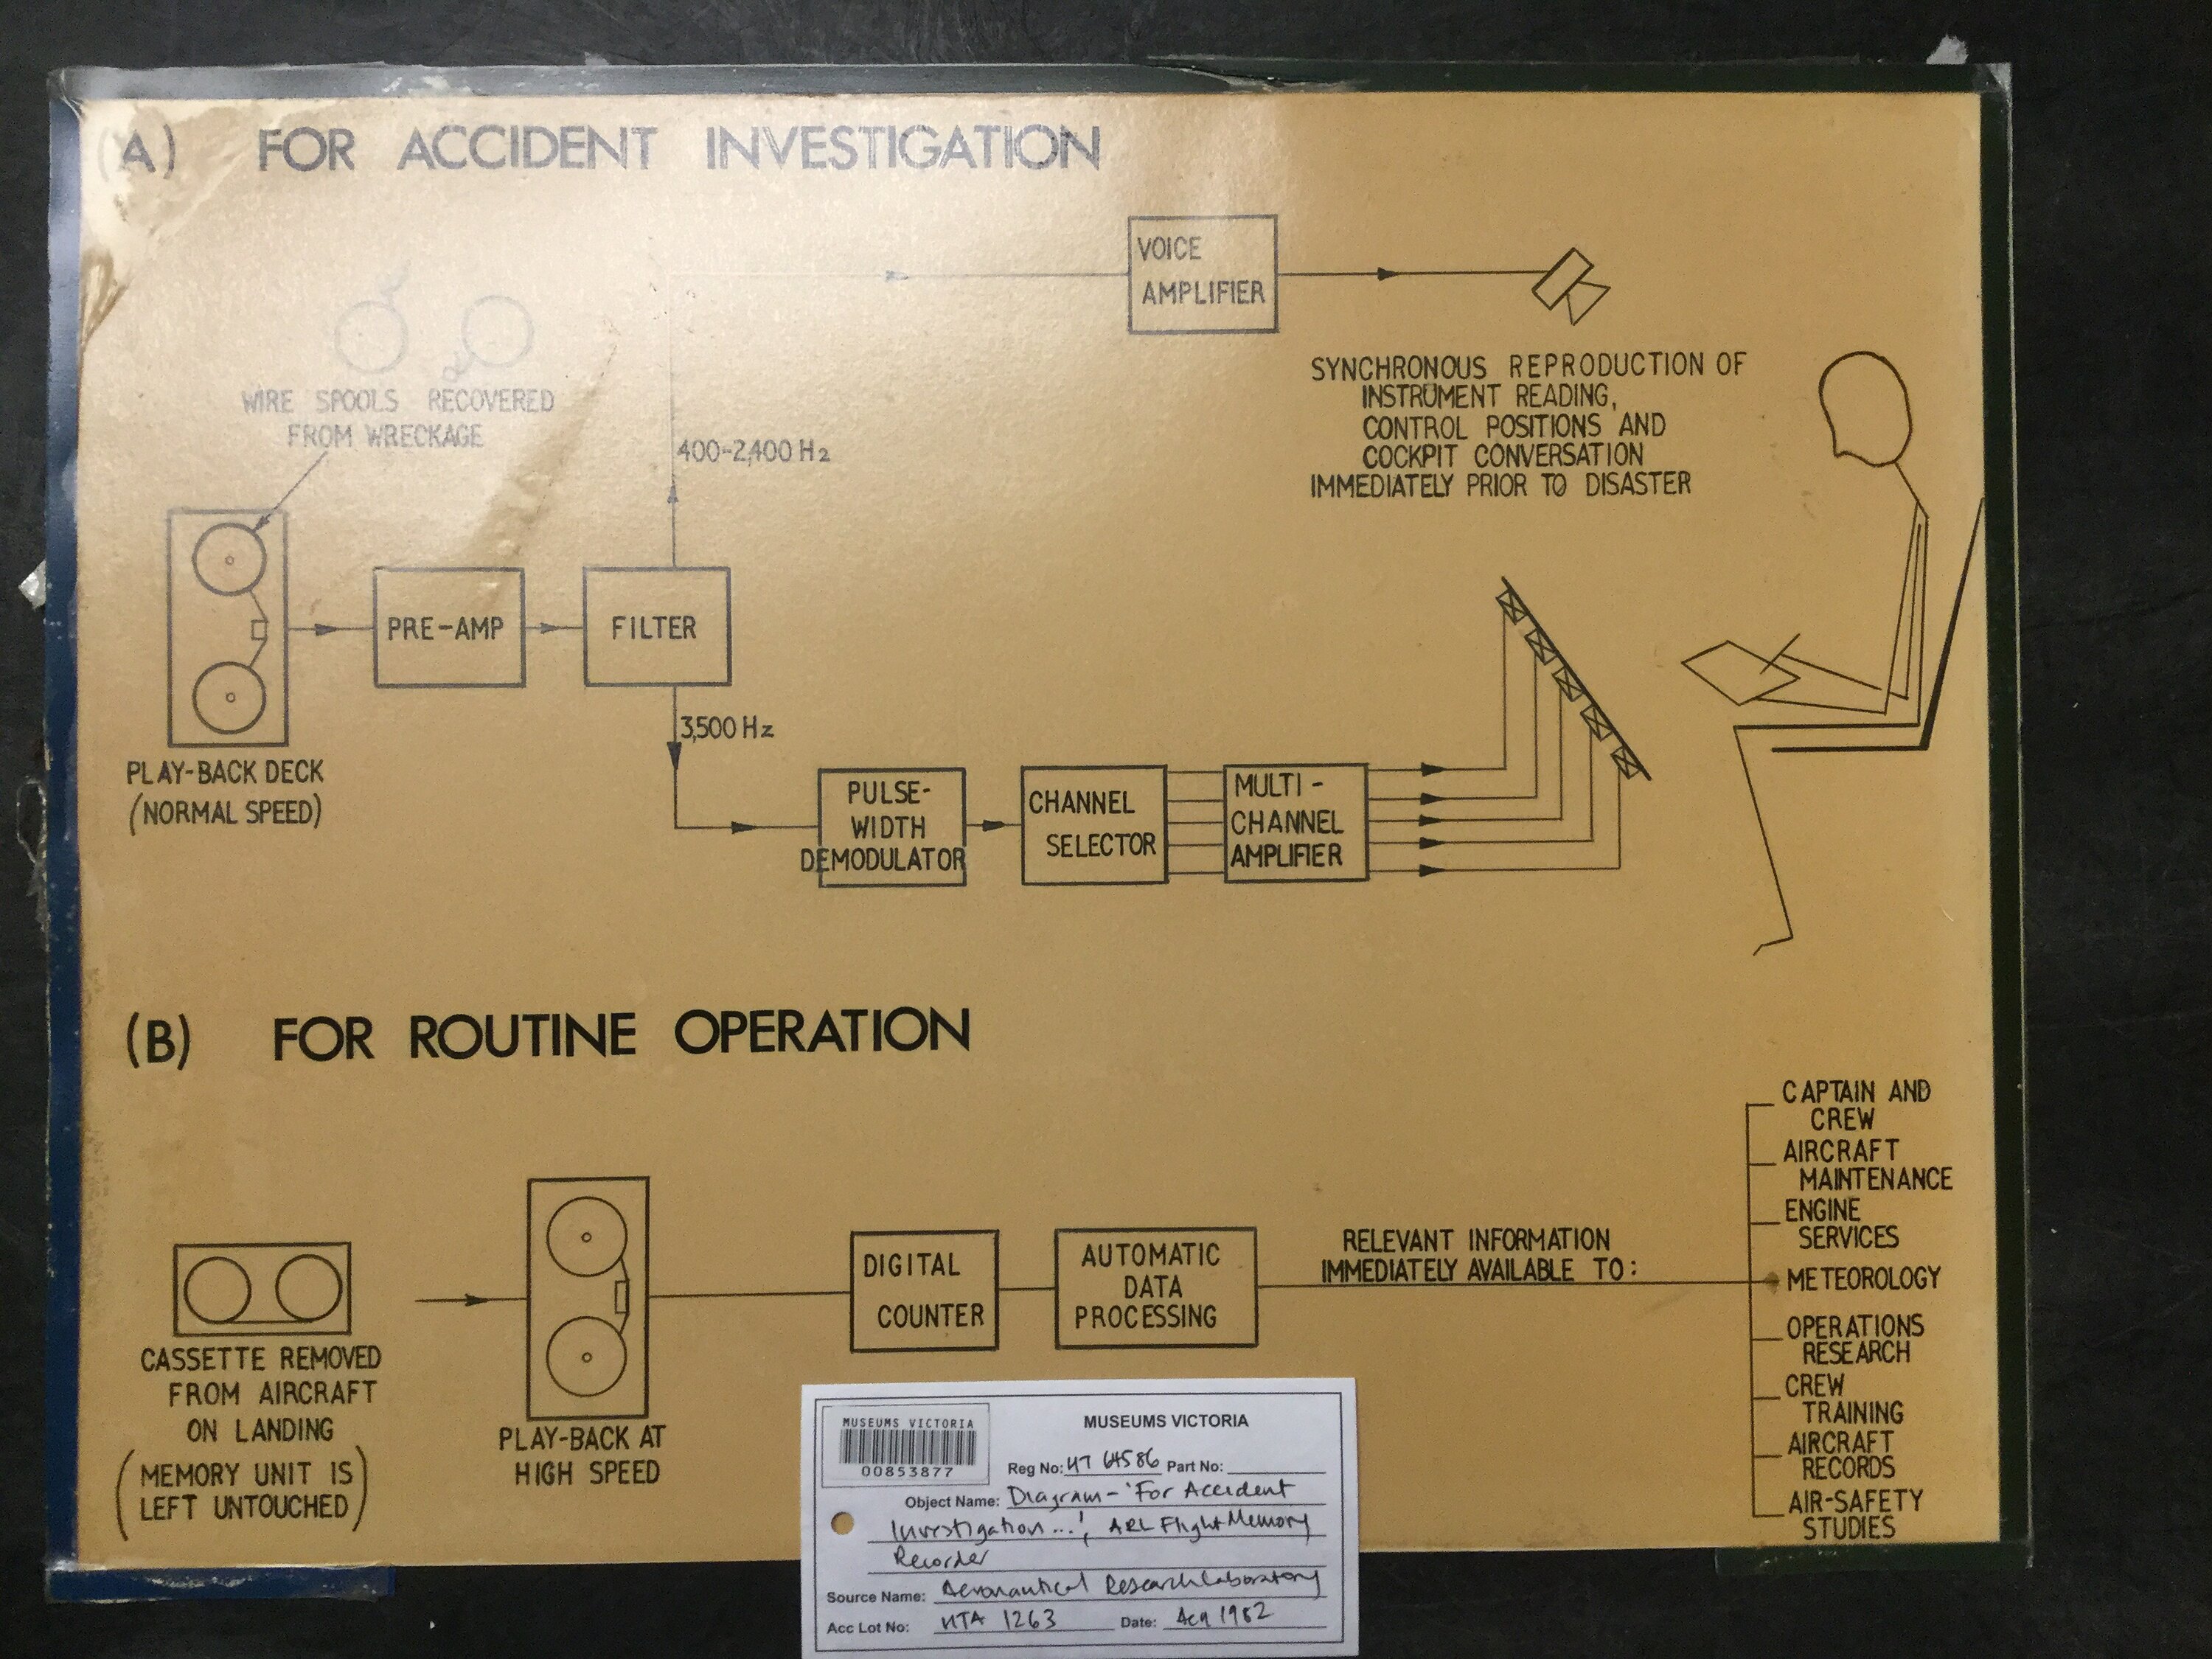 (A) FOR ACCIDENT INVESTIGATION
VOICE
AMPLIFIER
SYNCHRONOUS REPRODUCTION OF
INSTRUMENT READING,
CONTROL POSITIONS AND
COCKPIT CONVERSATION
IMMEDIATELY PRIOR TO DISASTER
WIRE SPOOLS RECOVERED
FROM WRECKAGE
400-2,400 Hz
PRE-AMP
FILTER
3,500 Hz
PLAY-BACK DECK
(NORMAL SPEED)
PULSE-
WIDTH
DEMODULATOR
CHANNEL
SELECTOR
MULTI-
CHANNEL
AMPLIFIER
(B) FOR ROUTINE OPERATION
CASSETTE REMOVED
FROM AIRCRAFT
ON LANDING
(MEMORY UNIT IS
LEFT UNTOUCHED)
PLAY-BACK AT
HIGH SPEED
DIGITAL
COUNTER
AUTOMATIC
DATA
PROCESSING
RELEVANT INFORMATION
IMMEDIATELY AVAILABLE TO:
CAPTAIN AND
CREW
AIRCRAFT
MAINTENANCE
ENGINE
SERVICES
METEOROLOGY
OPERATIONS
RESEARCH
CREW
TRAINING
AIRCRAFT
RECORDS
AIR-SAFETY
STUDIES
MUSEUMS VICTORIA
00853877
MUSEUMS VICTORIA
Reg No: HT 64586 Part No:
Object Name: Diagram - 'For Accident
Investigation...', ARL Flight Memory
Recorder
Source Name: Aeronautical Research Laboratory
Acc Lot No: HTA 1263 Date: Acq 1982